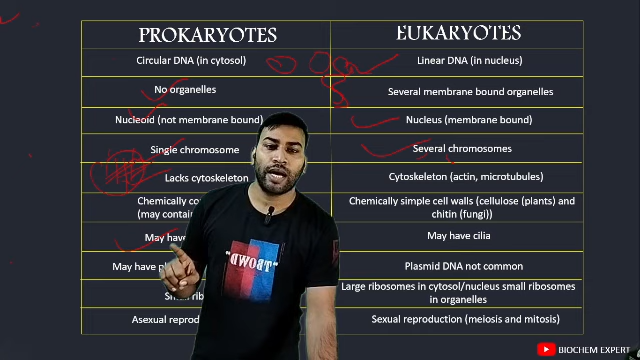 PROKARYOTES EUKARYOTES
Circular DNA (in cytosol) Linear DNA (in nucleus)
No organelles Several membrane bound organelles
Nucleoid (not membrane bound) Nucleus (membrane bound)
Single chromosome Several chromosomes
Lacks cytoskeleton Cytoskeleton (actin, microtubules)
Chemically Chemically simple cell walls (cellulose (plants) and
(may contain chitin (fungi))
May have May have cilia
May have Plasmid DNA not common
Large ribosomes in cytosol/nucleus small ribosomes
in organelles
Asexual Sexual reproduction (meiosis and mitosis)
BIOCHEM EXPERT